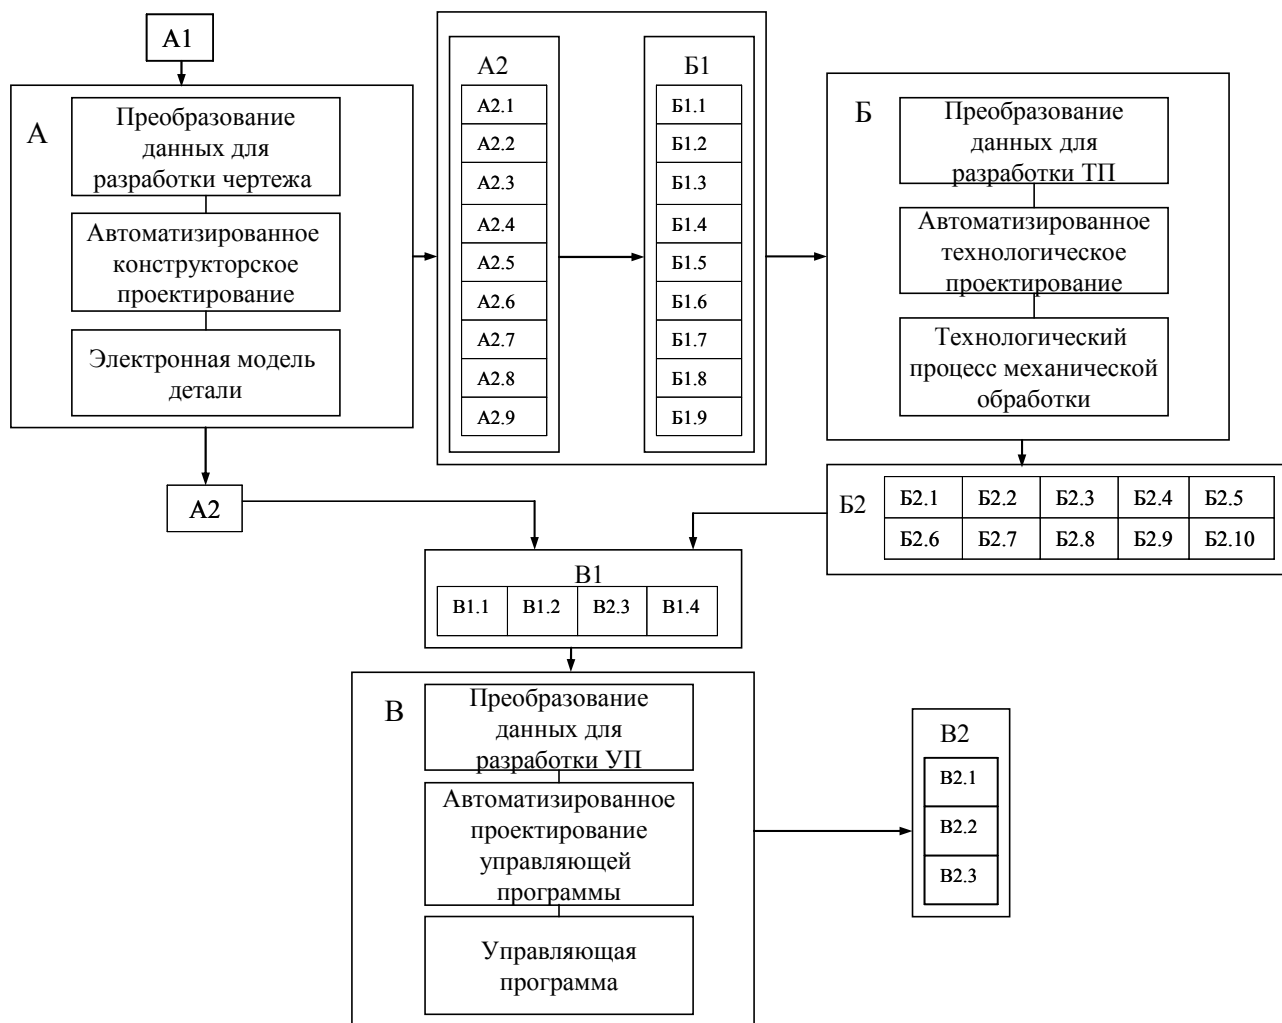 А1
А
Преобразование
данных для
разработки чертежа
Автоматизированное
конструкторское
проектирование
Электронная модель
детали
А2
А2.1
А2.2
А2.3
А2.4
А2.5
А2.6
А2.7
А2.8
А2.9
Б1
Б1.1
Б1.2
Б1.3
Б1.4
Б1.5
Б1.6
Б1.7
Б1.8
Б1.9
Б
Преобразование
данных для
разработки ТП
Автоматизированное
технологическое
проектирование
Технологический
процесс механической
обработки
А2
Б2
Б2.1 Б2.2 Б2.3 Б2.4 Б2.5
Б2.6 Б2.7 Б2.8 Б2.9 Б2.10
В1
В1.1 В1.2 В2.3 В1.4
В
Преобразование
данных для
разработки УП
Автоматизированное
проектирование
управляющей
программы
Управляющая
программа
В2
В2.1
В2.2
В2.3